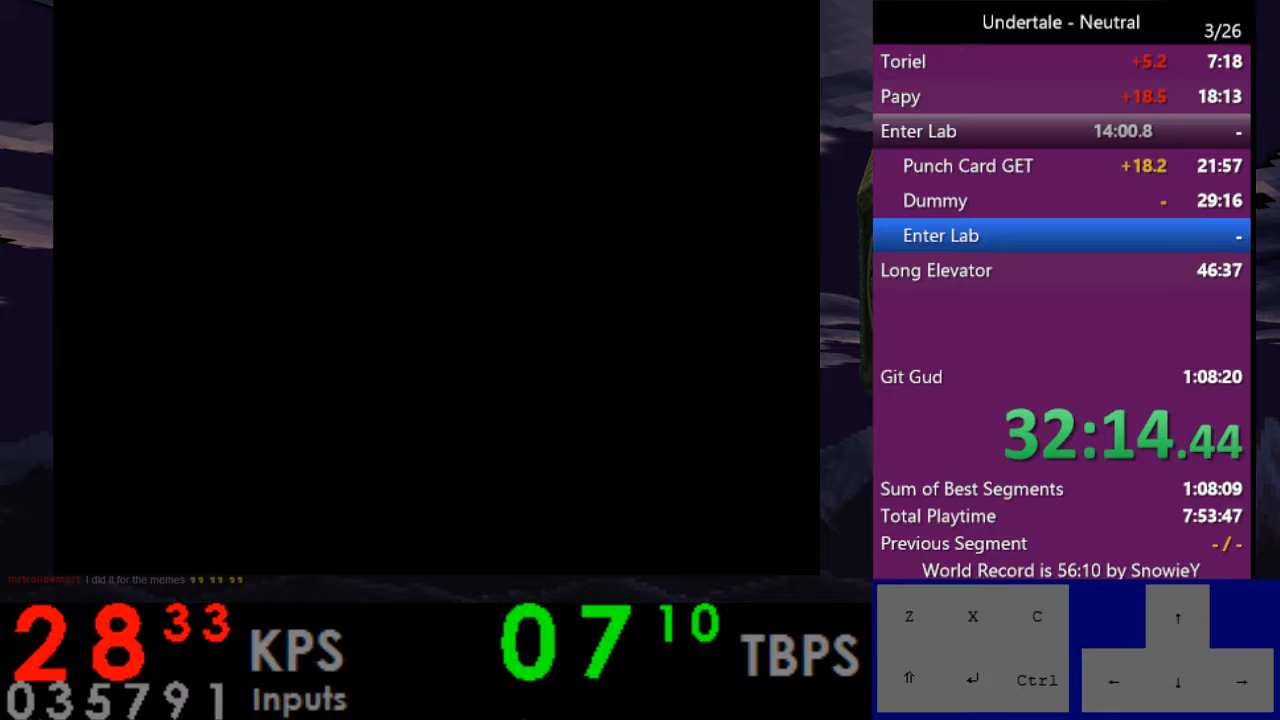 Undertale - Neutral
3/26
Toriel +5.2 7:18
Papy +18.5 18:13
Enter Lab 14:00.8 -
Punch Card GET +18.2 21:57
Dummy - 29:16
Enter Lab -
Long Elevator 46:37
Git Gud 1:08:20
32:14.44
Sum of Best Segments 1:08:09
Total Playtime 7:53:47
Previous Segment - / -
World Record is 56:10 by SnowieY
I did it for the memes
28 33 KPS 07 10 TBPS
035791 Inputs
Z X C ↑
⇧ ↵ Ctrl ← ↓ →